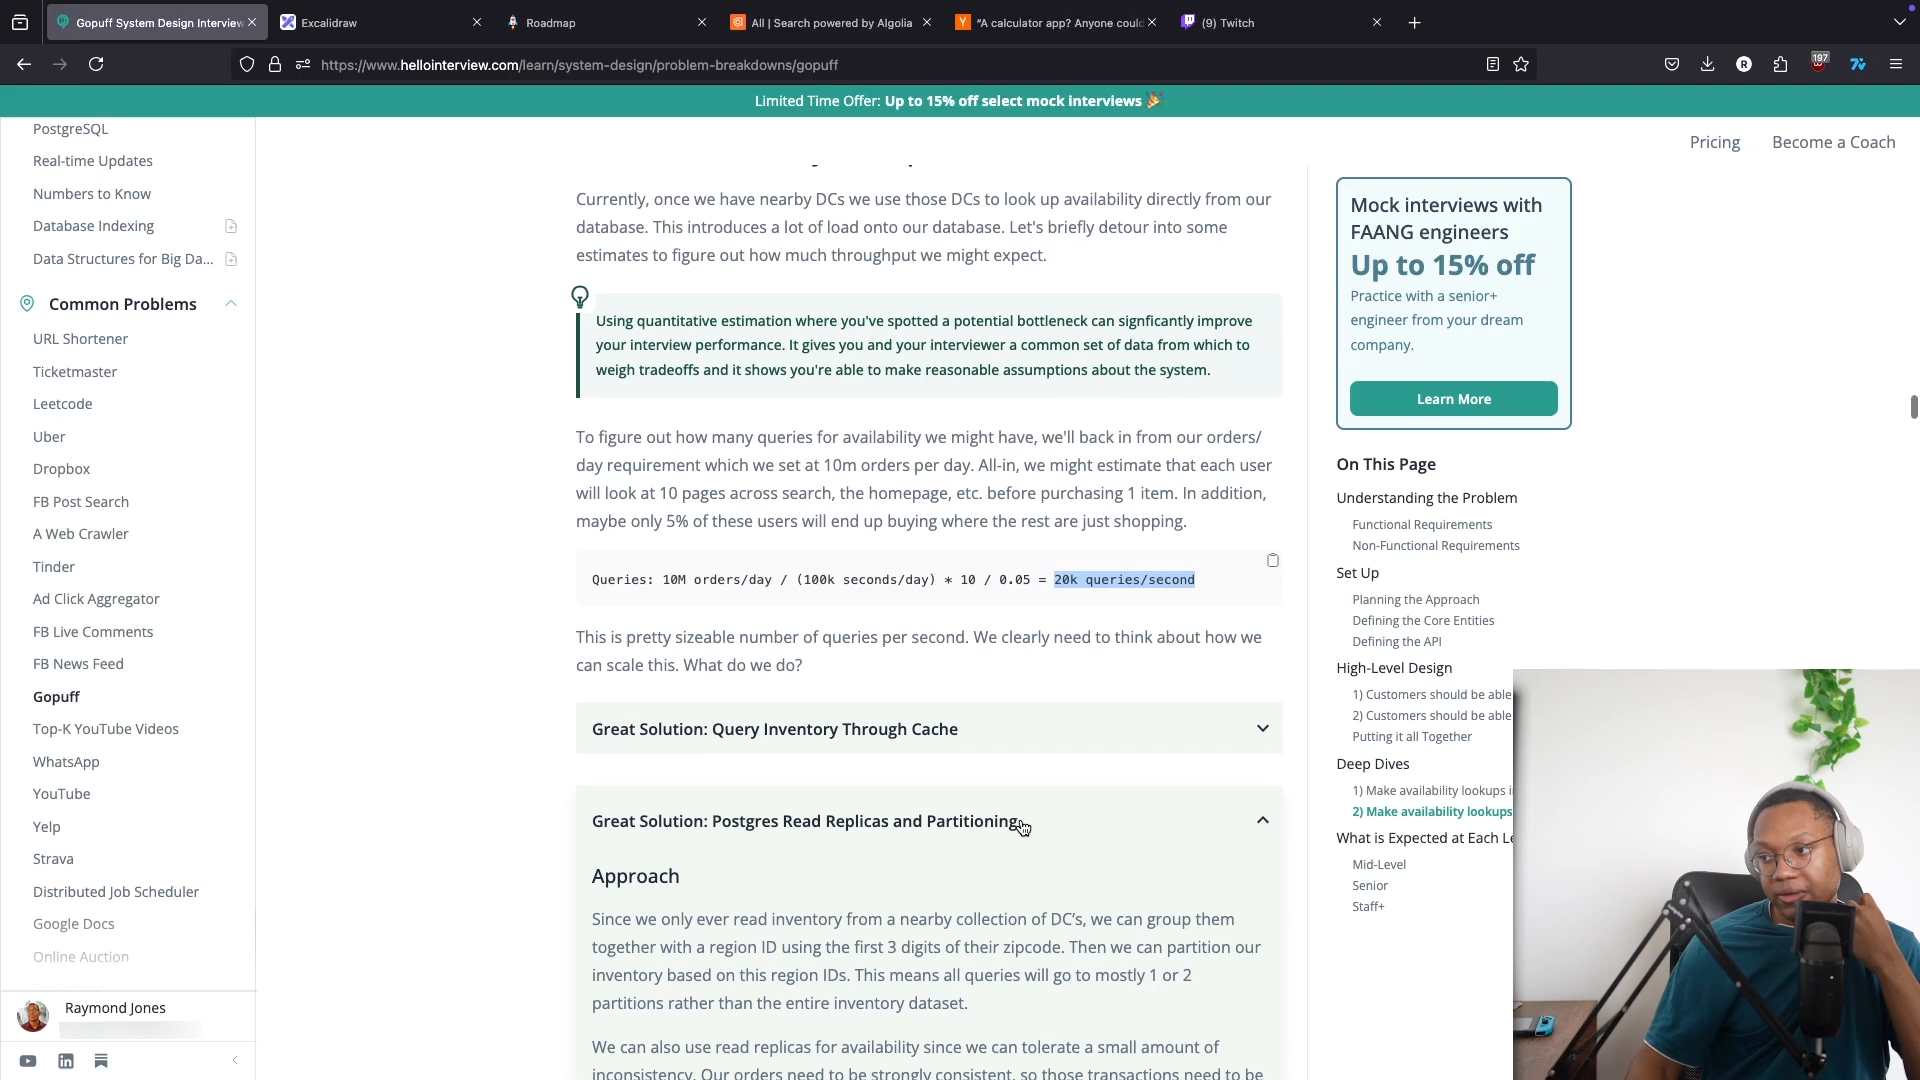 Gopuff System Design Interview
Excalidraw
Roadmap
All | Search powered by Algolia
"A calculator app? Anyone could
(9) Twitch
https://www.hellointerview.com/learn/system-design/problem-breakdowns/gopuff
R
197
Limited Time Offer: Up to 15% off select mock interviews
Pricing
Become a Coach
PostgreSQL
Real-time Updates
Numbers to Know
Database Indexing
Data Structures for Big Da...
Common Problems
URL Shortener
Ticketmaster
Leetcode
Uber
Dropbox
FB Post Search
A Web Crawler
Tinder
Ad Click Aggregator
FB Live Comments
FB News Feed
Gopuff
Top-K YouTube Videos
WhatsApp
YouTube
Yelp
Strava
Distributed Job Scheduler
Google Docs
Online Auction
Raymond Jones
Currently, once we have nearby DCs we use those DCs to look up availability directly from our
database. This introduces a lot of load onto our database. Let's briefly detour into some
estimates to figure out how much throughput we might expect.
Using quantitative estimation where you've spotted a potential bottleneck can signficantly improve
your interview performance. It gives you and your interviewer a common set of data from which to
weigh tradeoffs and it shows you're able to make reasonable assumptions about the system.
To figure out how many queries for availability we might have, we'll back in from our orders/
day requirement which we set at 10m orders per day. All-in, we might estimate that each user
will look at 10 pages across search, the homepage, etc. before purchasing 1 item. In addition,
maybe only 5% of these users will end up buying where the rest are just shopping.
Queries: 10M orders/day / (100k seconds/day) * 10 / 0.05 = 20k queries/second
This is pretty sizeable number of queries per second. We clearly need to think about how we
can scale this. What do we do?
Great Solution: Query Inventory Through Cache
Great Solution: Postgres Read Replicas and Partitioning
Approach
Since we only ever read inventory from a nearby collection of DC's, we can group them
together with a region ID using the first 3 digits of their zipcode. Then we can partition our
inventory based on this region IDs. This means all queries will go to mostly 1 or 2
partitions rather than the entire inventory dataset.
We can also use read replicas for availability since we can tolerate a small amount of
inconsistency. Our orders need to be strongly consistent, so those transactions need to be
Mock interviews with
FAANG engineers
Up to 15% off
Practice with a senior+
engineer from your dream
company.
Learn More
On This Page
Understanding the Problem
Functional Requirements
Non-Functional Requirements
Set Up
Planning the Approach
Defining the Core Entities
Defining the API
High-Level Design
1) Customers should be able
2) Customers should be able
Putting it all Together
Deep Dives
1) Make availability lookups
2) Make availability lookups
What is Expected at Each
Mid-Level
Senior
Staff+